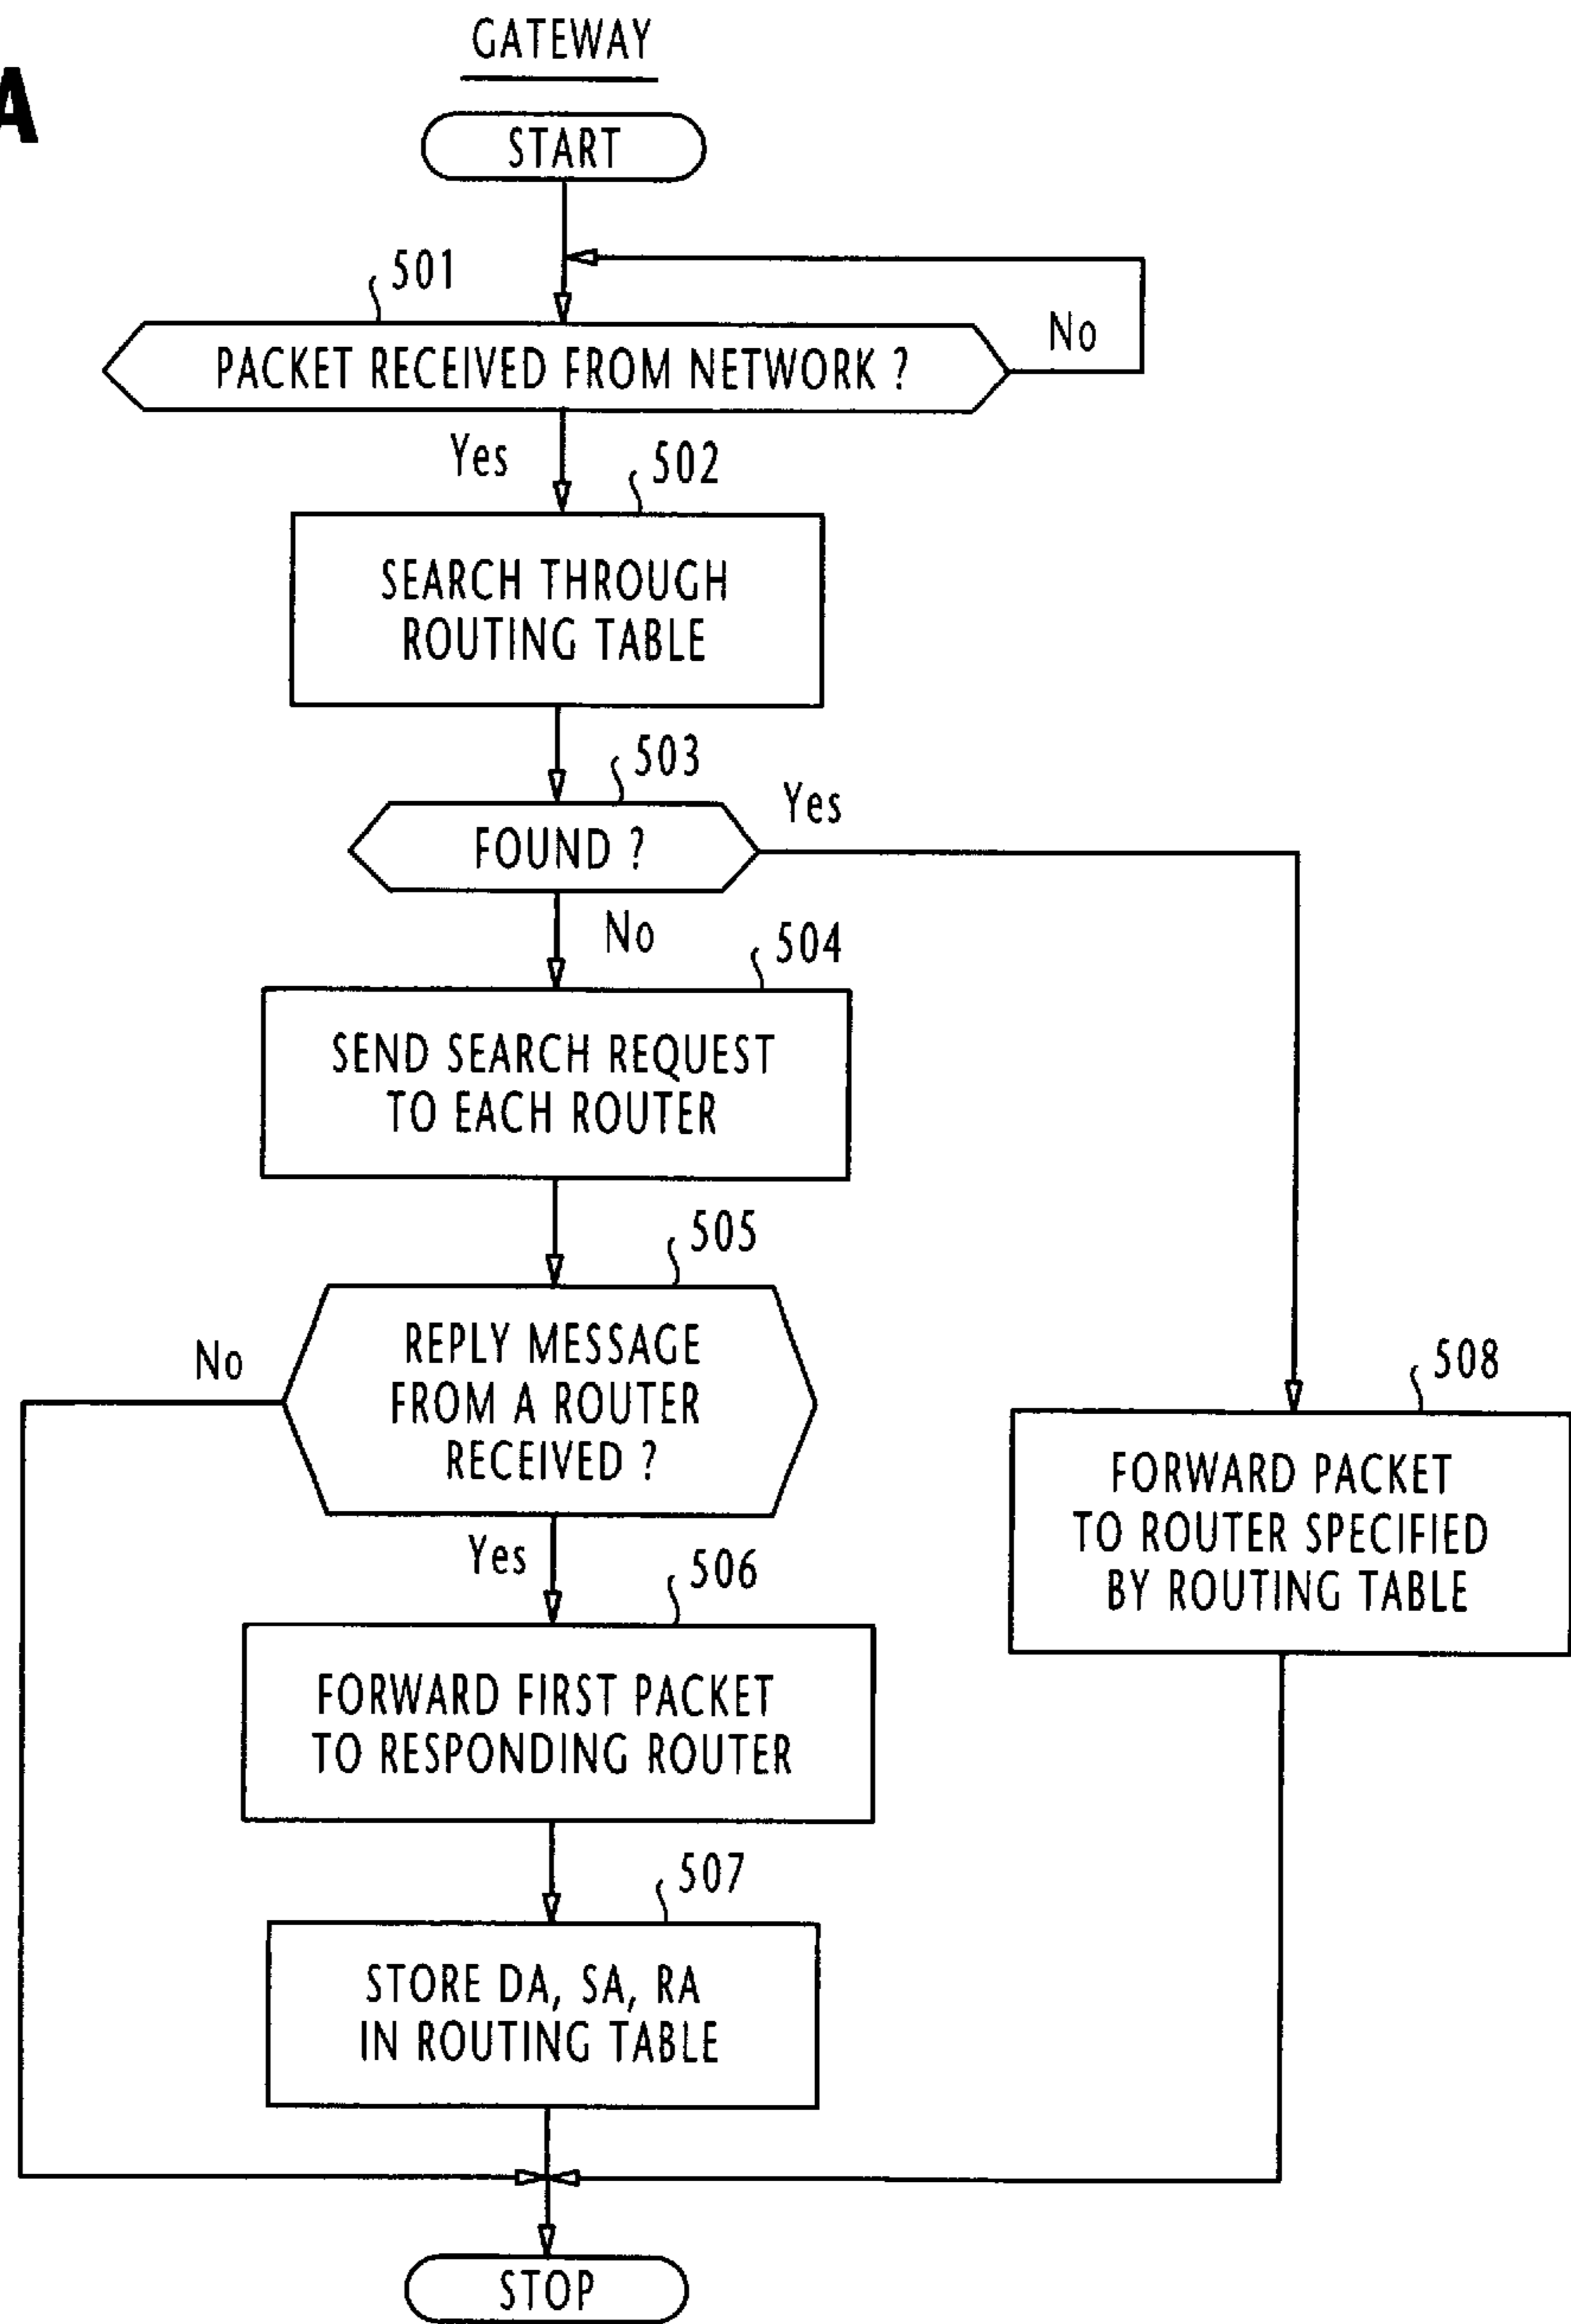 A
GATEWAY
START
501
PACKET RECEIVED FROM NETWORK ?
No
Yes
502
SEARCH THROUGH
ROUTING TABLE
503
FOUND ?
Yes
No
504
SEND SEARCH REQUEST
TO EACH ROUTER
505
REPLY MESSAGE
FROM A ROUTER
RECEIVED ?
No
Yes
506
FORWARD FIRST PACKET
TO RESPONDING ROUTER
507
STORE DA, SA, RA
IN ROUTING TABLE
508
FORWARD PACKET
TO ROUTER SPECIFIED
BY ROUTING TABLE
STOP